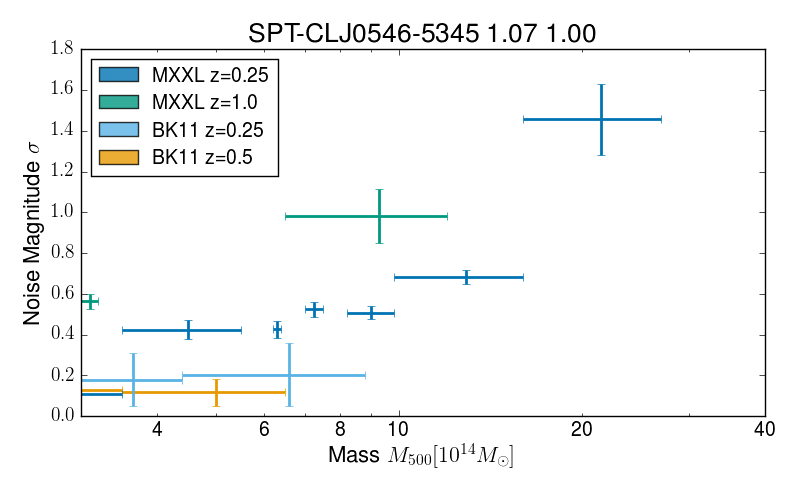 SPT-CLJ0546-5345 1.07 1.00
1.8
1.6
1.4
1.2
1.0
0.8
0.6
0.4
0.2
0.0
Noise Magnitude σ
MXXL z=0.25
MXXL z=1.0
BK11 z=0.25
BK11 z=0.5
4 6 8 10 20 40
Mass M₅₀₀[10¹⁴M☉]